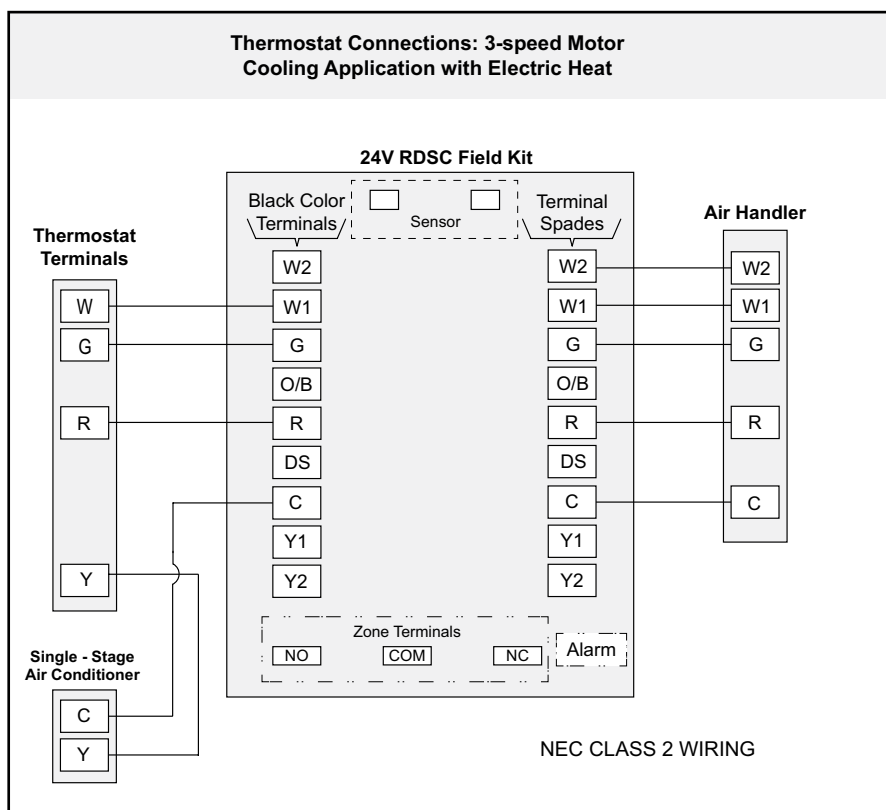 Thermostat Connections: 3-speed Motor
Cooling Application with Electric Heat
24V RDSC Field Kit
Black Color
Terminals
Sensor
Terminal
Spades
Air Handler
Thermostat
Terminals
W
G
R
Y
W2
W1
G
O/B
R
DS
C
Y1
Y2
W2
W1
G
O/B
R
DS
C
Y1
Y2
W2
W1
G
R
C
Zone Terminals
NO
COM
NC
Alarm
Single - Stage
Air Conditioner
C
Y
NEC CLASS 2 WIRING